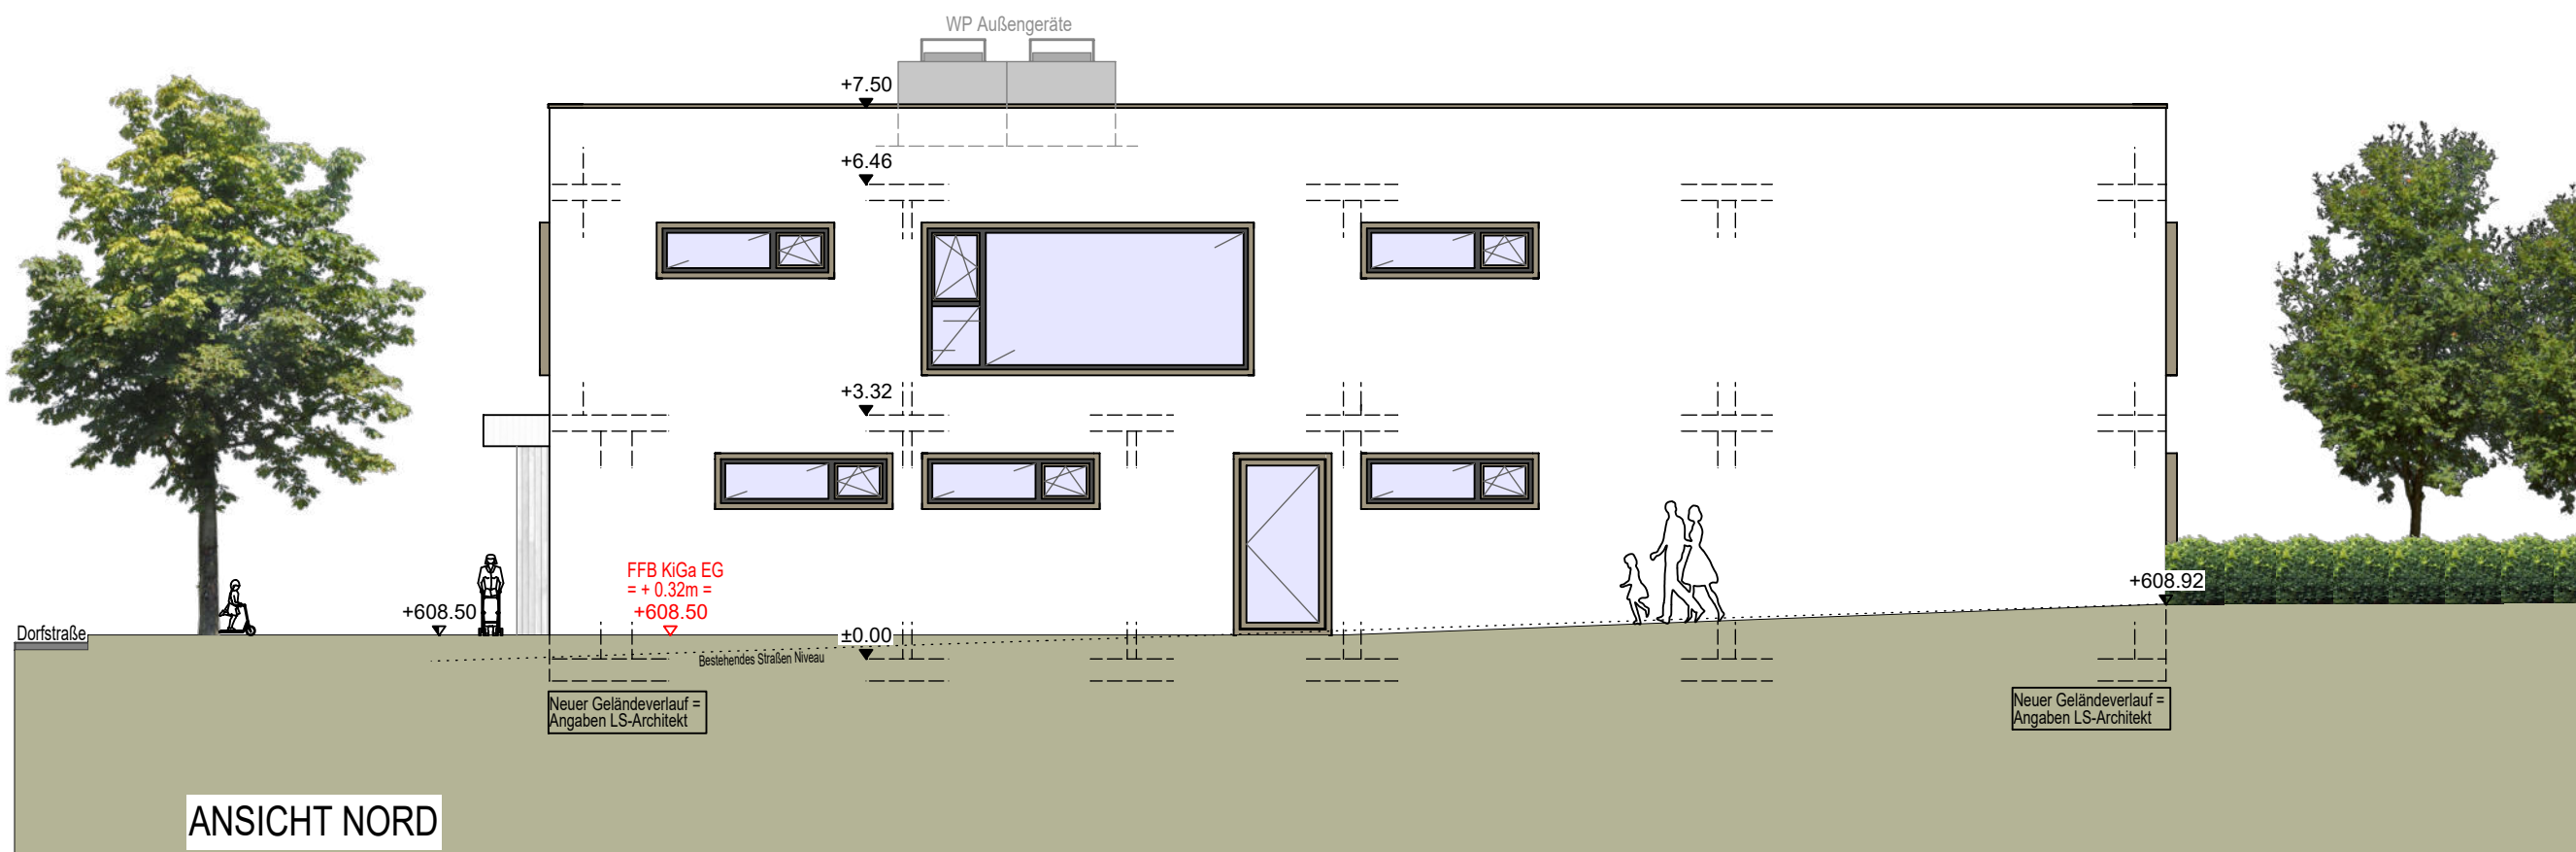 WP Außengeräte
+7.50
+6.46
+3.32
FFB KiGa EG
= + 0.32m =
+608.50
+608.50
+608.92
Dorfstraße
±0.00
Bestehendes Straßen Niveau
Neuer Geländeverlauf =
Angaben LS-Architekt
Neuer Geländeverlauf =
Angaben LS-Architekt
ANSICHT NORD